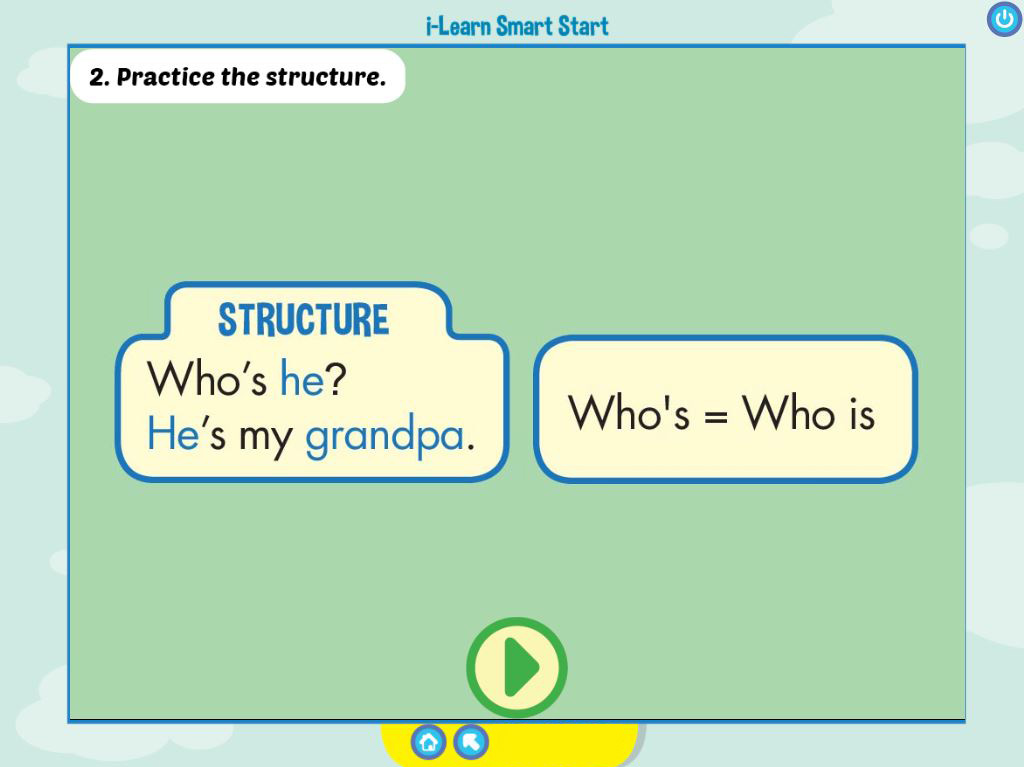 i-Learn Smart Start
2. Practice the structure.
STRUCTURE
Who’s he?
He’s my grandpa.
Who's = Who is